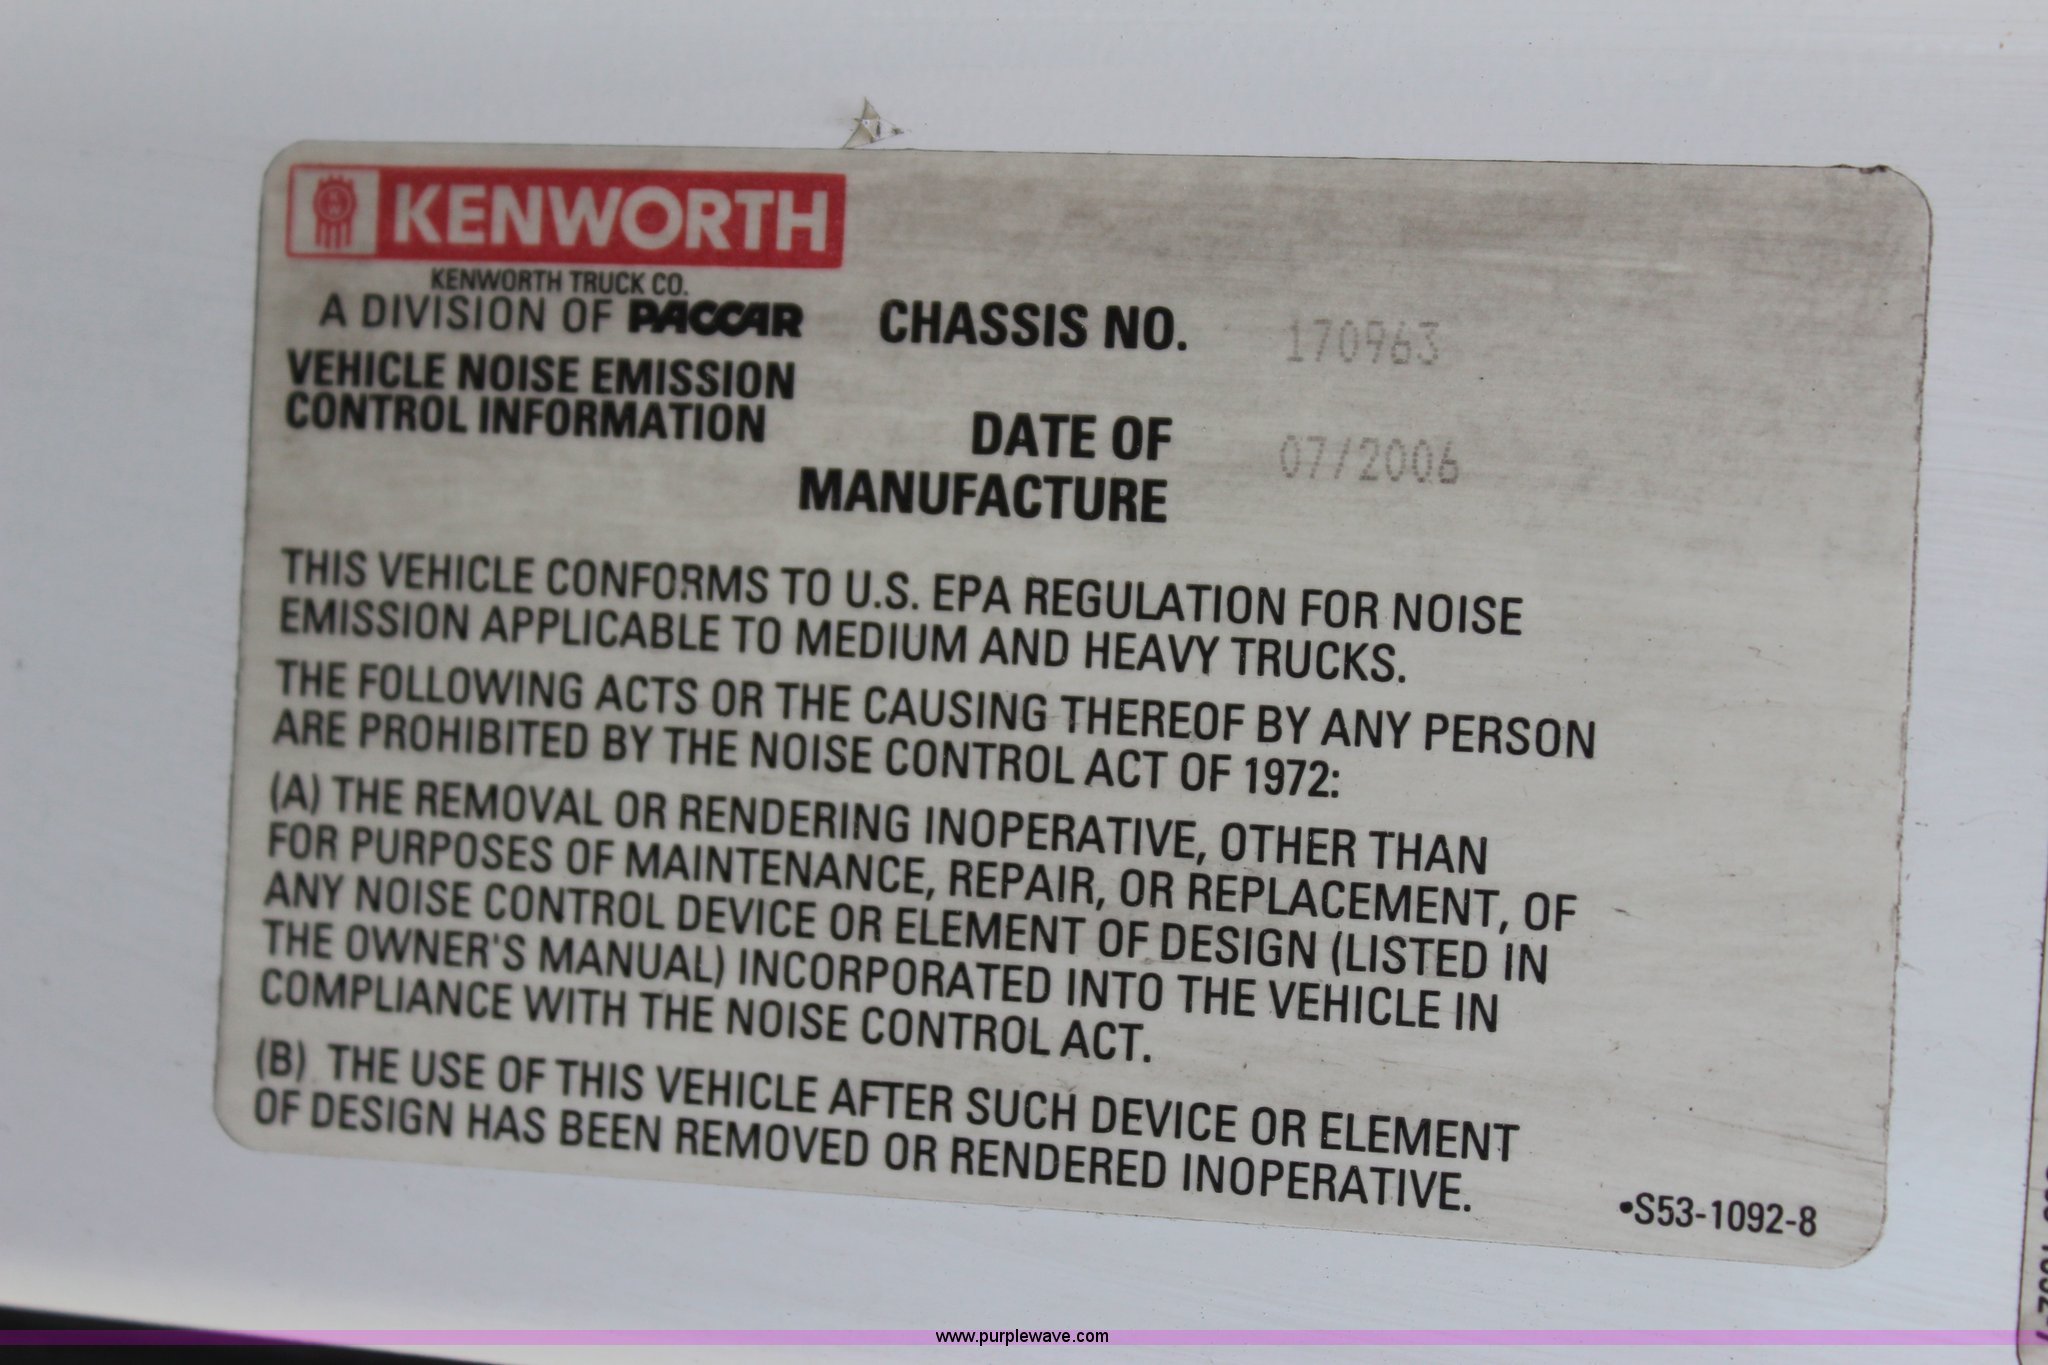 KENWORTH
KENWORTH TRUCK CO.
A DIVISION OF PACCAR
VEHICLE NOISE EMISSION
CONTROL INFORMATION
CHASSIS NO. 170963
DATE OF
MANUFACTURE
07/2006
THIS VEHICLE CONFORMS TO U.S. EPA REGULATION FOR NOISE
EMISSION APPLICABLE TO MEDIUM AND HEAVY TRUCKS.
THE FOLLOWING ACTS OR THE CAUSING THEREOF BY ANY PERSON
ARE PROHIBITED BY THE NOISE CONTROL ACT OF 1972:
(A) THE REMOVAL OR RENDERING INOPERATIVE, OTHER THAN
FOR PURPOSES OF MAINTENANCE, REPAIR, OR REPLACEMENT, OF
ANY NOISE CONTROL DEVICE OR ELEMENT OF DESIGN (LISTED IN
THE OWNER'S MANUAL) INCORPORATED INTO THE VEHICLE IN
COMPLIANCE WITH THE NOISE CONTROL ACT.
(B) THE USE OF THIS VEHICLE AFTER SUCH DEVICE OR ELEMENT
OF DESIGN HAS BEEN REMOVED OR RENDERED INOPERATIVE.
•S53-1092-8
www.purplewave.com